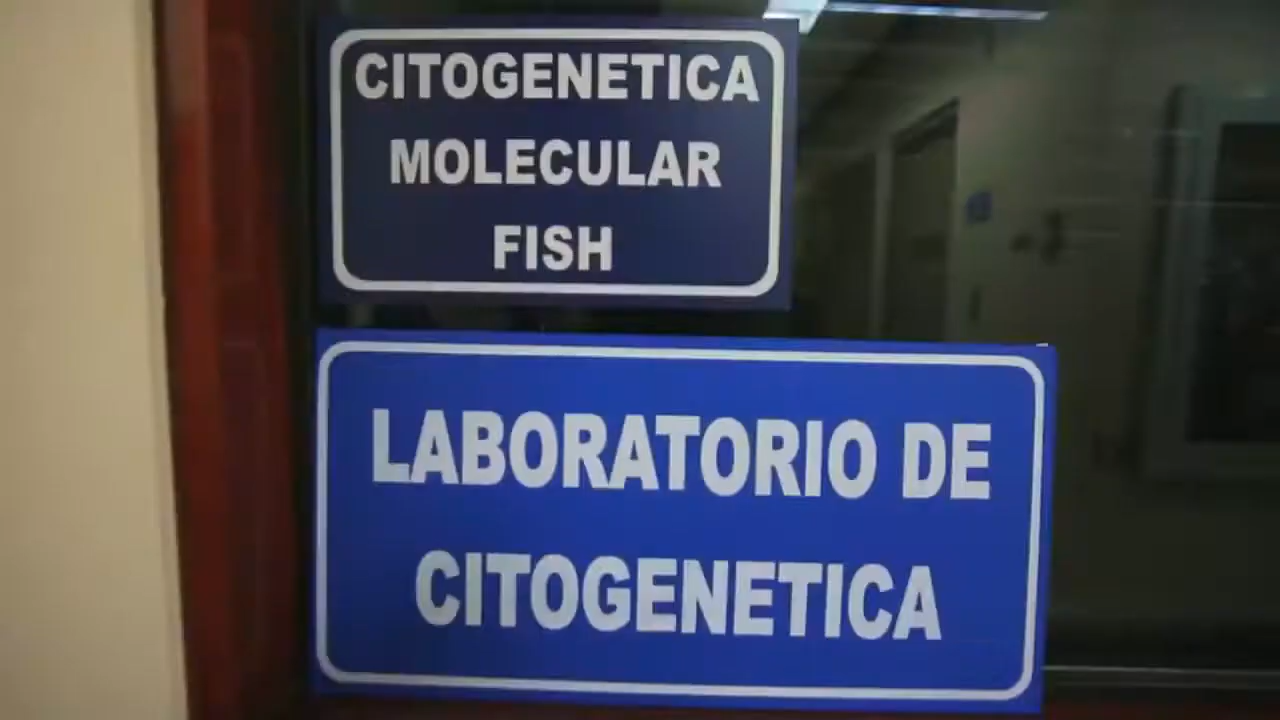 CITOGENETICA
MOLECULAR
FISH
LABORATORIO DE
CITOGENETICA